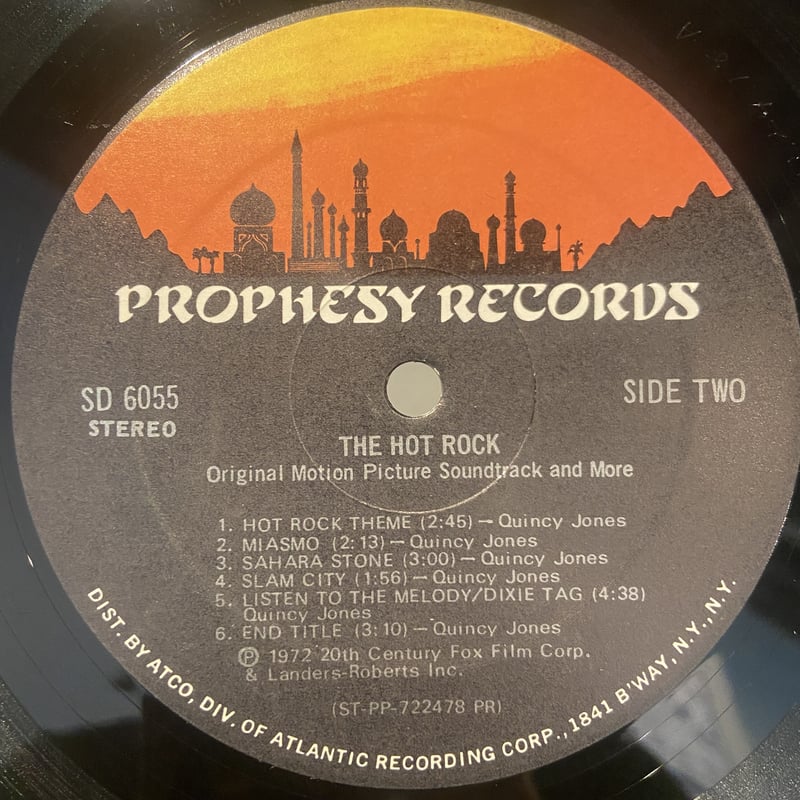 PROPHESY RECORDS
SD 6055
STEREO
SIDE TWO
THE HOT ROCK
Original Motion Picture Soundtrack and More
1. HOT ROCK THEME (2:45) — Quincy Jones
2. MIASMO (2:13) — Quincy Jones
3. SAHARA STONE (3:00) — Quincy Jones
4. SLAM CITY (1:56) — Quincy Jones
5. LISTEN TO THE MELODY/DIXIE TAG (4:38)
Quincy Jones
6. END TITLE (3:10) — Quincy Jones
℗ 1972 20th Century Fox Film Corp.
& Landers-Roberts Inc.
(ST-PP-722478 PR)
DIST. BY ATCO, DIV. OF ATLANTIC RECORDING CORP., 1841 B'WAY, N.Y., N.Y.